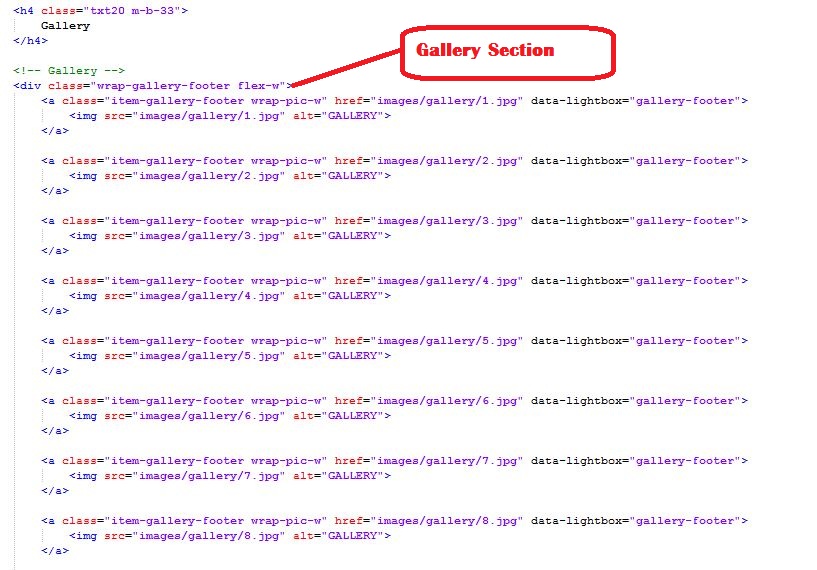 <h4 class="txt20 m-b-33">
Gallery
</h4>
Gallery Section
<!-- Gallery -->
<div class="wrap-gallery-footer flex-w">
<a class="item-gallery-footer wrap-pic-w" href="images/gallery/1.jpg" data-lightbox="gallery-footer">
<img src="images/gallery/1.jpg" alt="GALLERY">
</a>
<a class="item-gallery-footer wrap-pic-w" href="images/gallery/2.jpg" data-lightbox="gallery-footer">
<img src="images/gallery/2.jpg" alt="GALLERY">
</a>
<a class="item-gallery-footer wrap-pic-w" href="images/gallery/3.jpg" data-lightbox="gallery-footer">
<img src="images/gallery/3.jpg" alt="GALLERY">
</a>
<a class="item-gallery-footer wrap-pic-w" href="images/gallery/4.jpg" data-lightbox="gallery-footer">
<img src="images/gallery/4.jpg" alt="GALLERY">
</a>
<a class="item-gallery-footer wrap-pic-w" href="images/gallery/5.jpg" data-lightbox="gallery-footer">
<img src="images/gallery/5.jpg" alt="GALLERY">
</a>
<a class="item-gallery-footer wrap-pic-w" href="images/gallery/6.jpg" data-lightbox="gallery-footer">
<img src="images/gallery/6.jpg" alt="GALLERY">
</a>
<a class="item-gallery-footer wrap-pic-w" href="images/gallery/7.jpg" data-lightbox="gallery-footer">
<img src="images/gallery/7.jpg" alt="GALLERY">
</a>
<a class="item-gallery-footer wrap-pic-w" href="images/gallery/8.jpg" data-lightbox="gallery-footer">
<img src="images/gallery/8.jpg" alt="GALLERY">
</a>